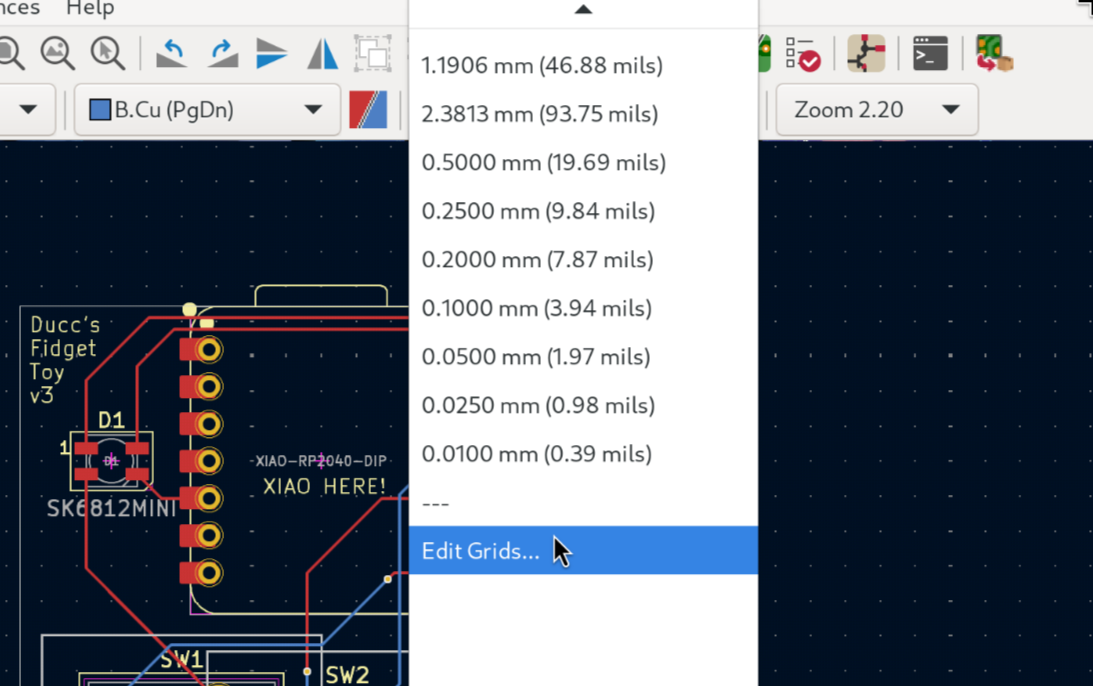 nces Help
B.Cu (PgDn)
Zoom 2.20
1.1906 mm (46.88 mils)
2.3813 mm (93.75 mils)
0.5000 mm (19.69 mils)
0.2500 mm (9.84 mils)
0.2000 mm (7.87 mils)
0.1000 mm (3.94 mils)
0.0500 mm (1.97 mils)
0.0250 mm (0.98 mils)
0.0100 mm (0.39 mils)
---
Edit Grids...
Ducc's
Fidget
Toy
v3
D1
1
D1
SK6812MINI
XIAO-RP2040-DIP
XIAO HERE!
SW1
SW2